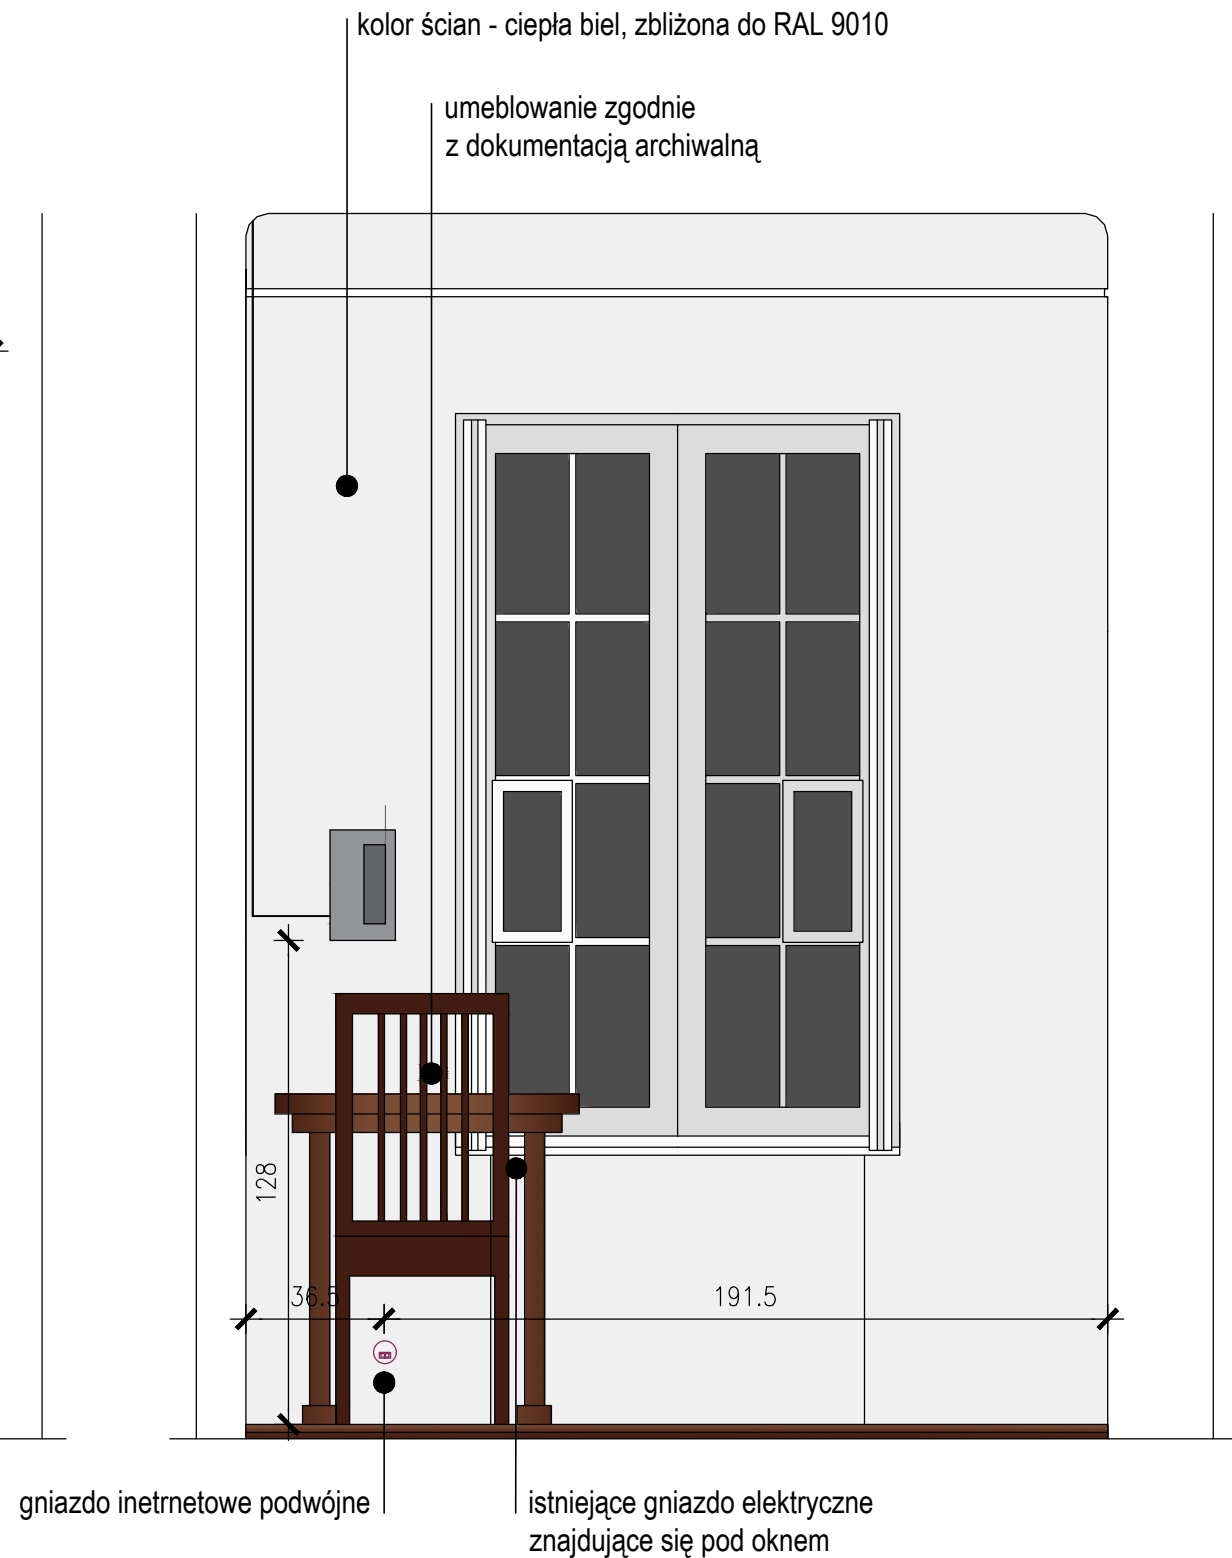 kolor ścian - ciepła biel, zbliżona do RAL 9010
umeblowanie zgodnie
z dokumentacją archiwalną
128
36.5
191.5
gniazdo inetrnetowe podwójne
istniejące gniazdo elektryczne
znajdujące się pod oknem